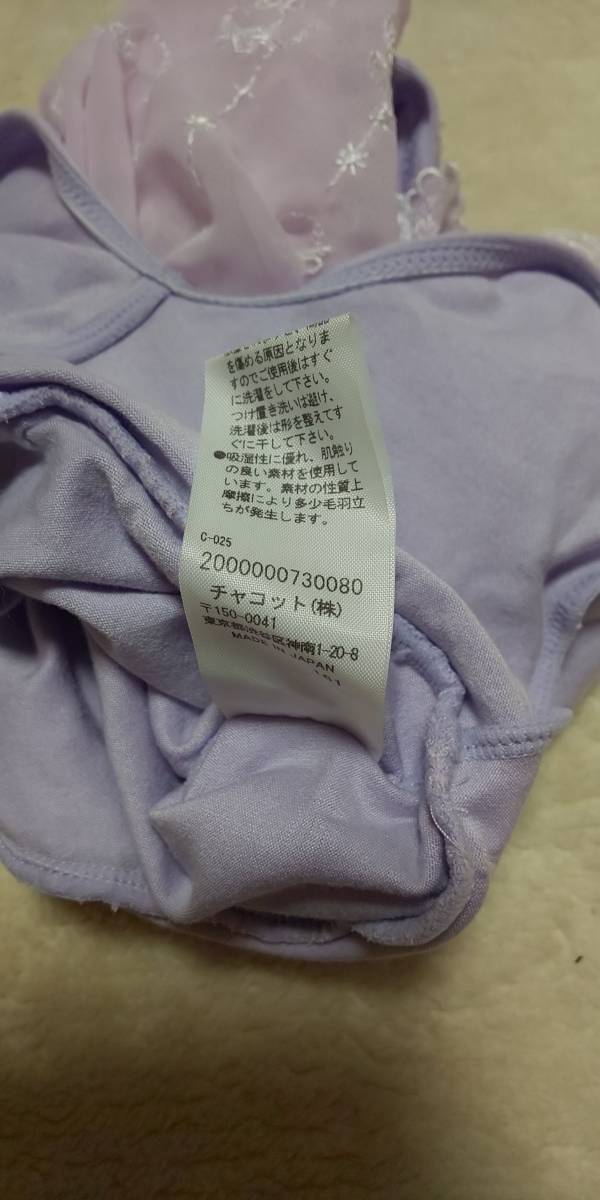 を傷める原因となりま
すのでご使用後はすぐ
に洗濯をして下さい。
つけ置き洗いは避け、
洗濯後は形を整えてす
ぐに干して下さい。
●吸湿性に優れ、肌触り
の良い素材を使用して
います。素材の性質上
摩擦により多少毛羽立
ちが発生します。
C-025
2000000730080
チャコット(株)
〒150-0041
東京都渋谷区神南1-20-8
MADE IN JAPAN
161